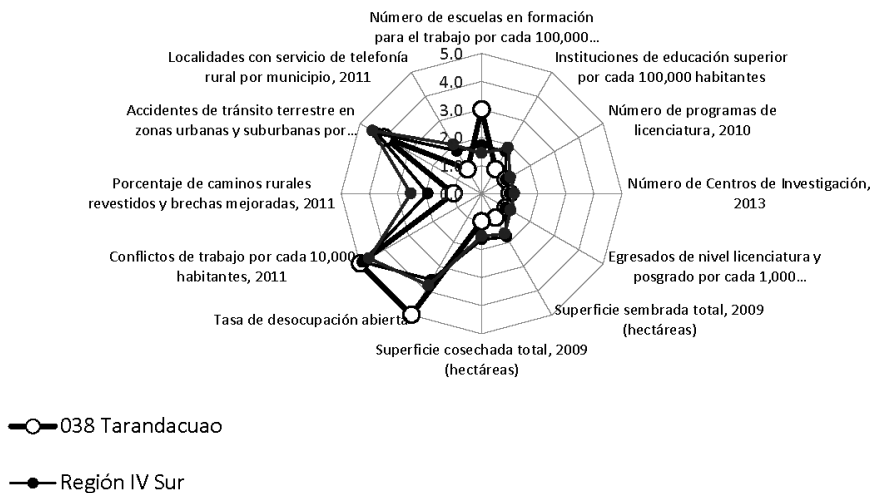 Número de escuelas en formación
para el trabajo por cada 100,000...
Instituciones de educación superior
por cada 100,000 habitantes
Número de programas de
licenciatura, 2010
Número de Centros de Investigación,
2013
Egresados de nivel licenciatura y
posgrado por cada 1,000...
Superficie sembrada total, 2009
(hectáreas)
Superficie cosechada total, 2009
(hectáreas)
Tasa de desocupación abierta
Conflictos de trabajo por cada 10,000
habitantes, 2011
Porcentaje de caminos rurales
revestidos y brechas mejoradas, 2011
Accidentes de tránsito terrestre en
zonas urbanas y suburbanas por...
Localidades con servicio de telefonía
rural por municipio, 2011
5.0
4.0
3.0
038 Tarandacuao
Región IV Sur